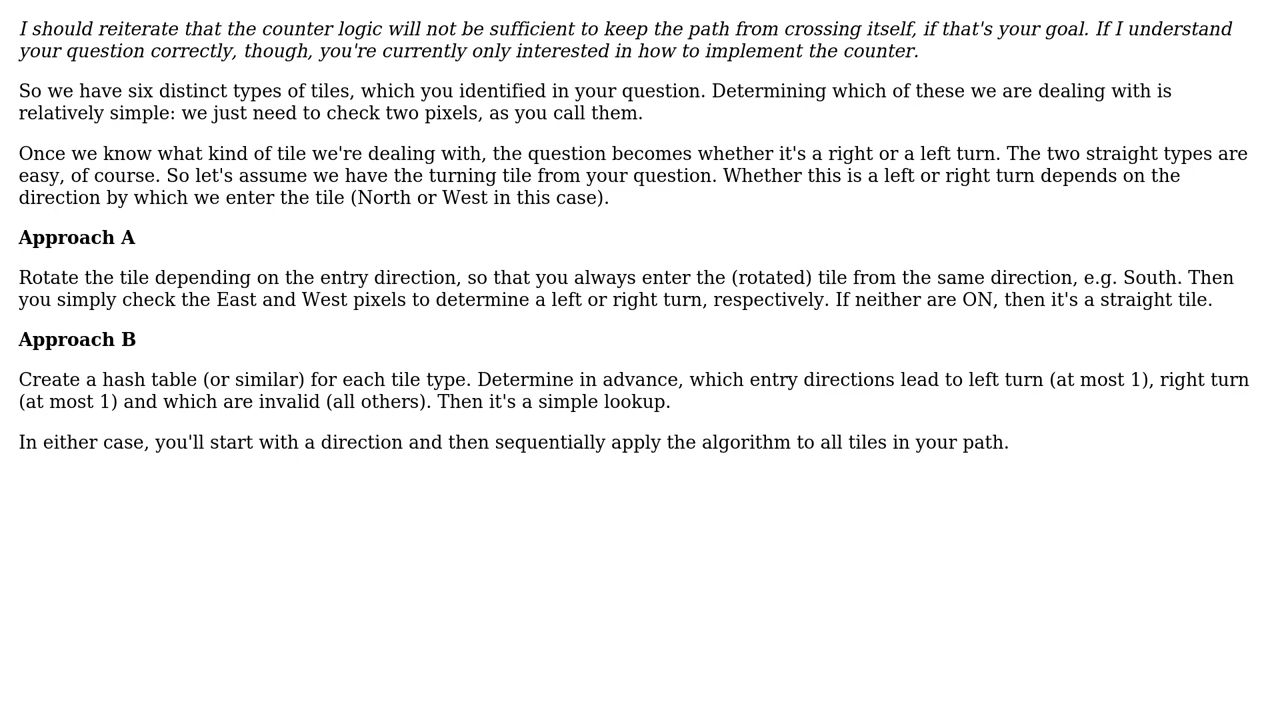 I should reiterate that the counter logic will not be sufficient to keep the path from crossing itself, if that's your goal. If I understand
your question correctly, though, you're currently only interested in how to implement the counter.
So we have six distinct types of tiles, which you identified in your question. Determining which of these we are dealing with is
relatively simple: we just need to check two pixels, as you call them.
Once we know what kind of tile we're dealing with, the question becomes whether it's a right or a left turn. The two straight types are
easy, of course. So let's assume we have the turning tile from your question. Whether this is a left or right turn depends on the
direction by which we enter the tile (North or West in this case).
Approach A
Rotate the tile depending on the entry direction, so that you always enter the (rotated) tile from the same direction, e.g. South. Then
you simply check the East and West pixels to determine a left or right turn, respectively. If neither are ON, then it's a straight tile.
Approach B
Create a hash table (or similar) for each tile type. Determine in advance, which entry directions lead to left turn (at most 1), right turn
(at most 1) and which are invalid (all others). Then it's a simple lookup.
In either case, you'll start with a direction and then sequentially apply the algorithm to all tiles in your path.